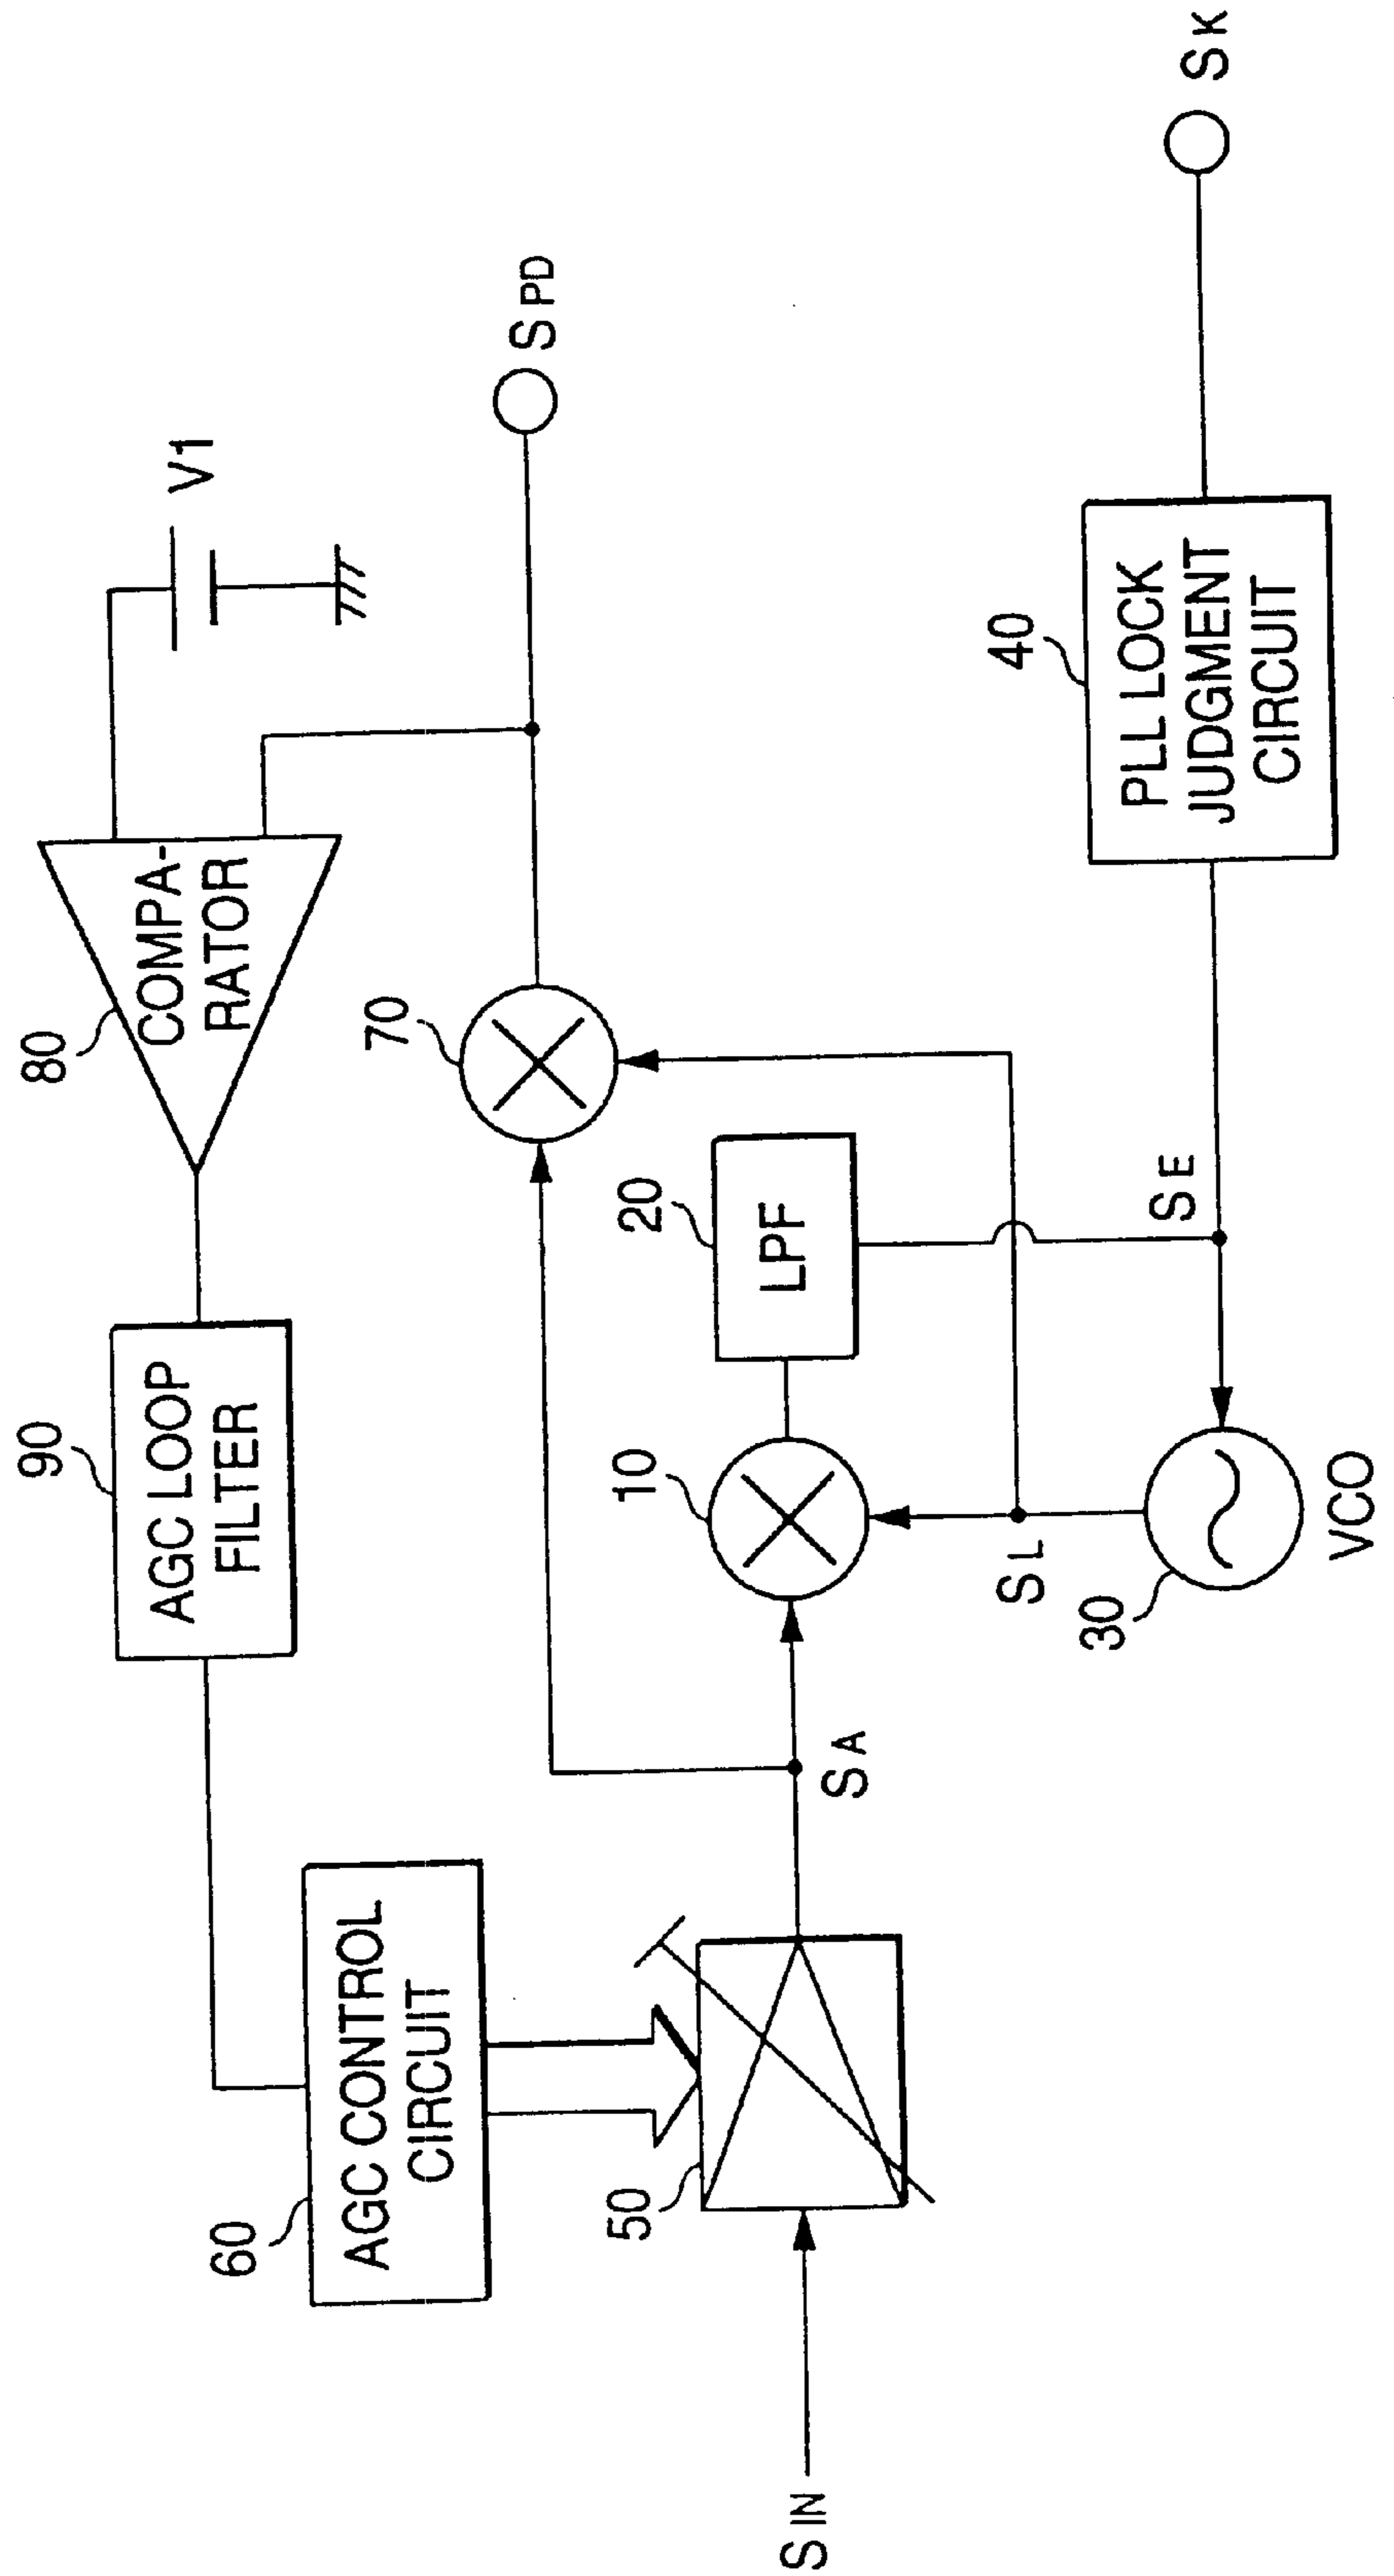 90
AGC LOOP
FILTER
80
COMPA-
RATOR
V1
60
AGC CONTROL
CIRCUIT
70
SPD
50
SIN
SA
10
20
LPF
SL
30
VCO
SE
40
PLL LOCK
JUDGMENT
CIRCUIT
SK